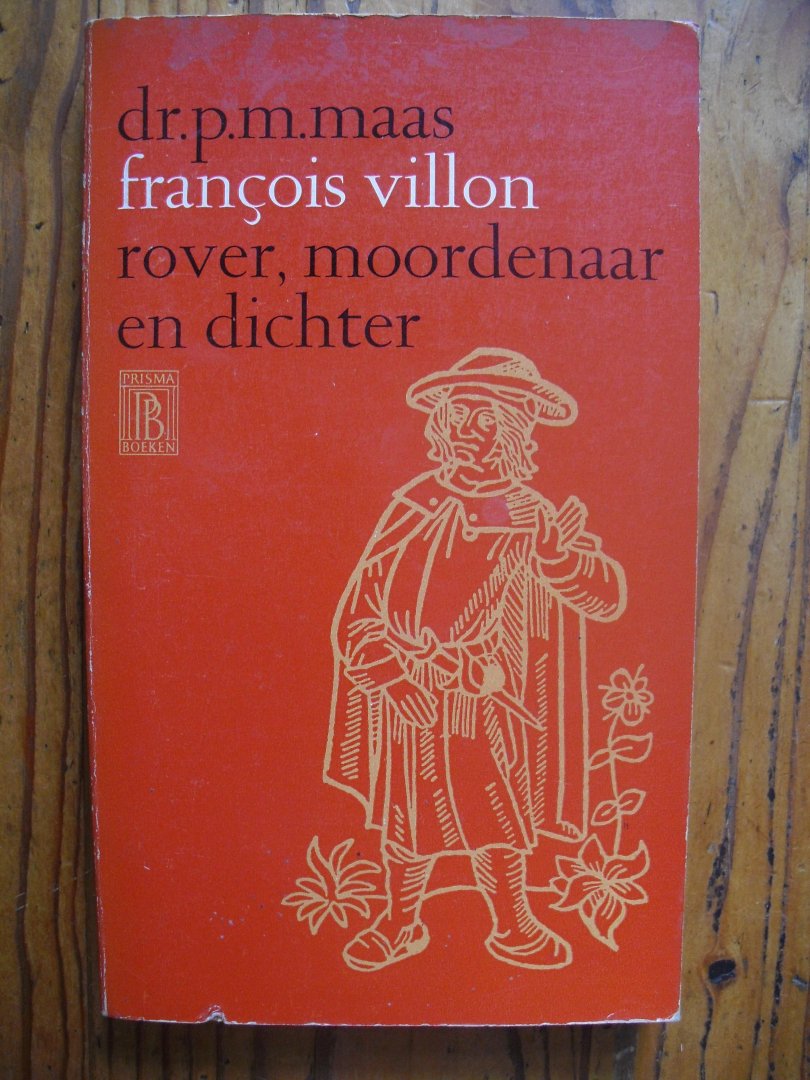 dr.p.m.maas
françois villon
rover, moordenaar
en dichter
PRISMA
PB
BOEKEN